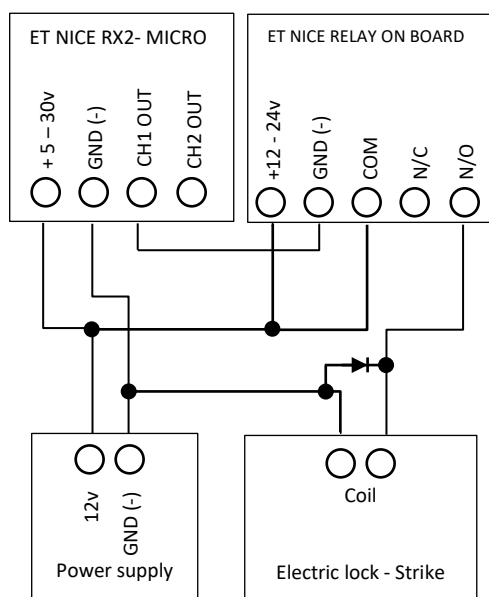 ET NICE RX2- MICRO
+ 5 – 30v
GND (-)
CH1 OUT
CH2 OUT
ET NICE RELAY ON BOARD
+12 - 24v
GND (-)
COM
N/C
N/O
12v
GND (-)
Power supply
Coil
Electric lock - Strike